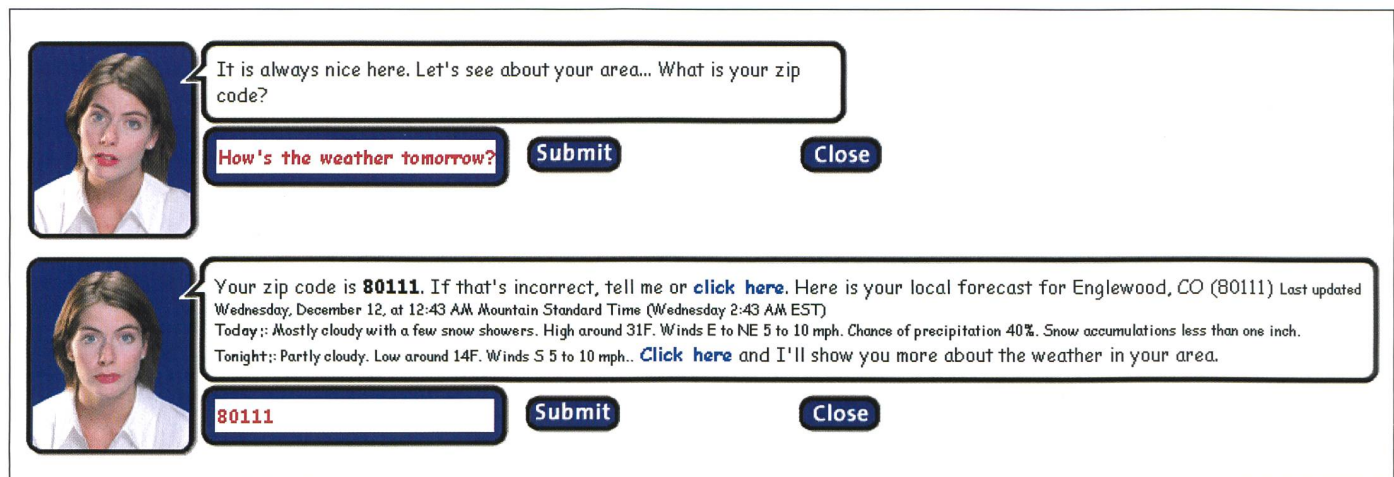 It is always nice here. Let's see about your area... What is your zip
code?
How's the weather tomorrow?
Submit
Close
Your zip code is 80111. If that's incorrect, tell me or click here. Here is your local forecast for Englewood, CO (80111) Last updated
Wednesday, December 12, at 12:43 AM Mountain Standard Time (Wednesday 2:43 AM EST)
Today;: Mostly cloudy with a few snow showers. High around 31F. Winds E to NE 5 to 10 mph. Chance of precipitation 40%. Snow accumulations less than one inch.
Tonight;: Partly cloudy. Low around 14F. Winds S 5 to 10 mph.. Click here and I'll show you more about the weather in your area.
80111
Submit
Close